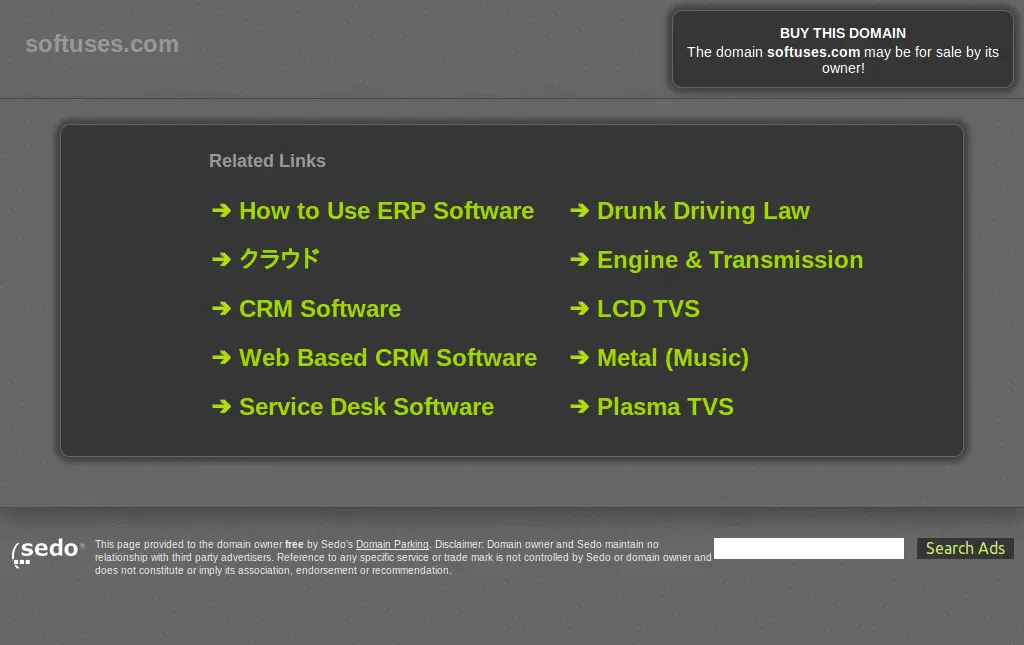 softuses.com
BUY THIS DOMAIN
The domain softuses.com may be for sale by its
owner!
Related Links
➔ How to Use ERP Software
➔ クラウド
➔ CRM Software
➔ Web Based CRM Software
➔ Service Desk Software
➔ Drunk Driving Law
➔ Engine & Transmission
➔ LCD TVS
➔ Metal (Music)
➔ Plasma TVS
sedo®
This page provided to the domain owner free by Sedo's Domain Parking. Disclaimer: Domain owner and Sedo maintain no
relationship with third party advertisers. Reference to any specific service or trade mark is not controlled by Sedo or domain owner and
does not constitute or imply its association, endorsement or recommendation.
Search Ads